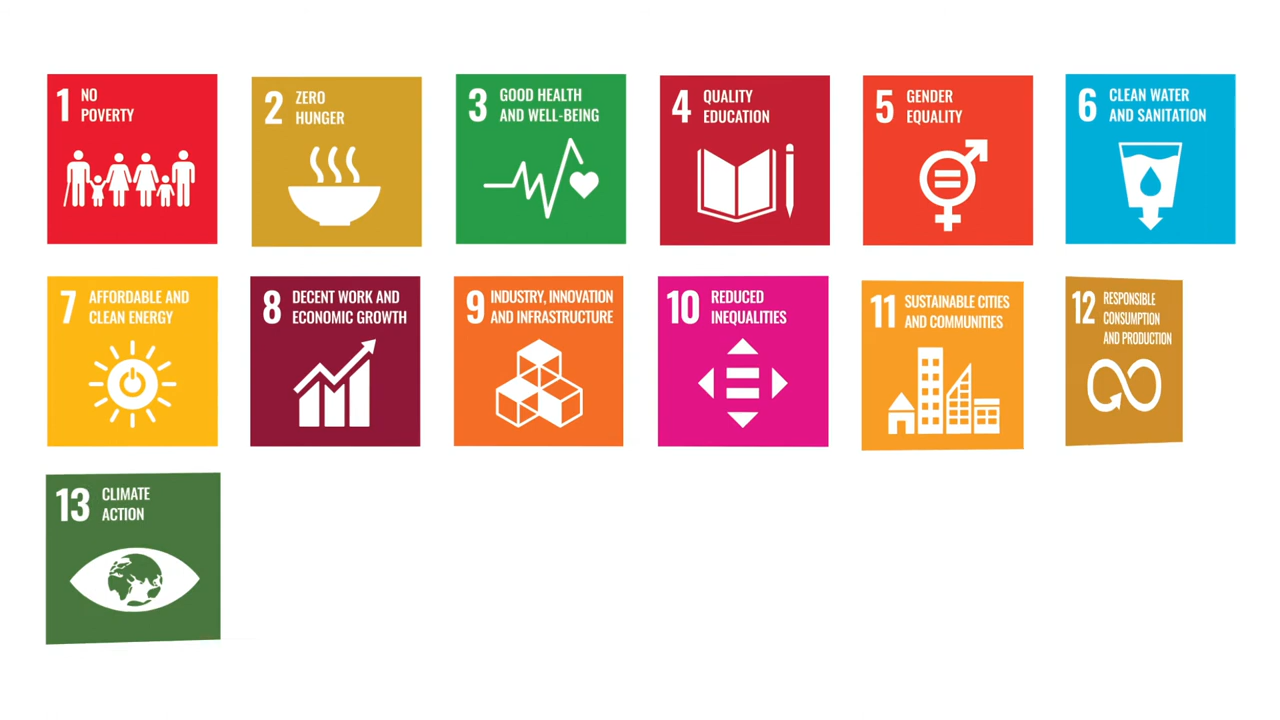 1 NO
POVERTY
2 ZERO
HUNGER
3 GOOD HEALTH
AND WELL-BEING
4 QUALITY
EDUCATION
5 GENDER
EQUALITY
6 CLEAN WATER
AND SANITATION
7 AFFORDABLE AND
CLEAN ENERGY
8 DECENT WORK AND
ECONOMIC GROWTH
9 INDUSTRY, INNOVATION
AND INFRASTRUCTURE
10 REDUCED
INEQUALITIES
11 SUSTAINABLE CITIES
AND COMMUNITIES
12 RESPONSIBLE
CONSUMPTION
AND PRODUCTION
13 CLIMATE
ACTION